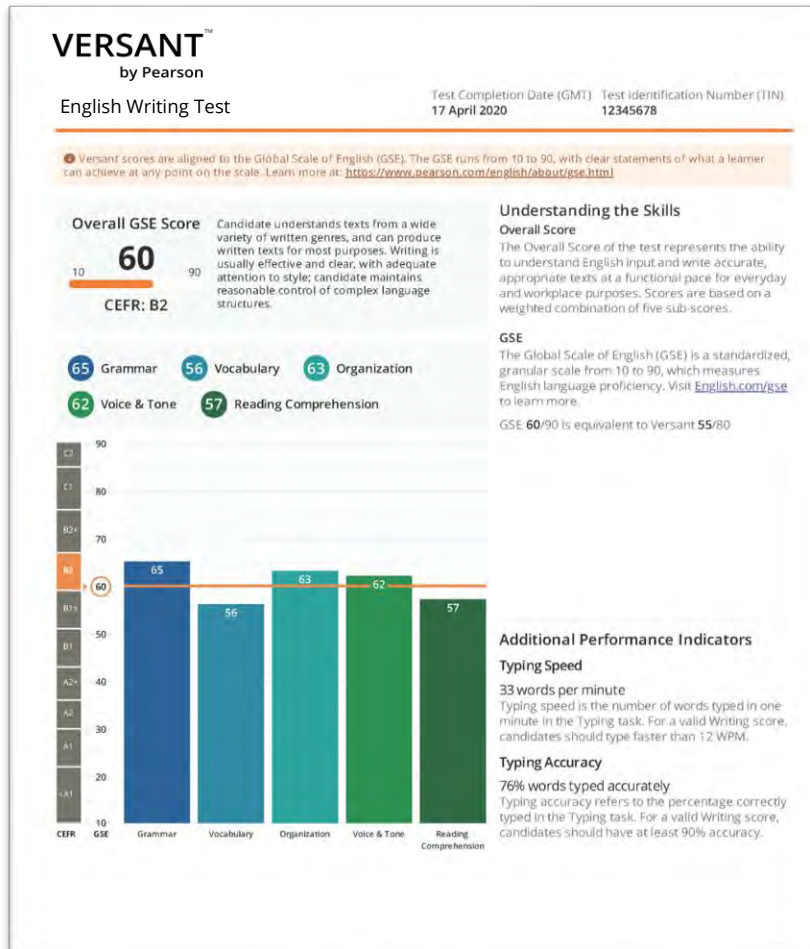 VERSANT™
by Pearson
English Writing Test
Test Completion Date (GMT) Test Identification Number (TIN)
17 April 2020 12345678
Versant scores are aligned to the Global Scale of English (GSE). The GSE runs from 10 to 90, with clear statements of what a learner
can achieve at any point on the scale. Learn more at: https://www.pearson.com/english/about/gse.html
Overall GSE Score
60
10 90
CEFR: B2
Candidate understands texts from a wide
variety of written genres, and can produce
written texts for most purposes. Writing is
usually effective and clear, with adequate
attention to style; candidate maintains
reasonable control of complex language
structures.
65 Grammar 56 Vocabulary 63 Organization
62 Voice & Tone 57 Reading Comprehension
C2
C1
B2+
B2
B1+
B1
A2+
A2
A1
<A1
CEFR
90
80
70
60
50
40
30
20
10
GSE
65
56
63
62
57
Grammar Vocabulary Organization Voice & Tone Reading
Comprehension
Understanding the Skills
Overall Score
The Overall Score of the test represents the ability
to understand English input and write accurate,
appropriate texts at a functional pace for everyday
and workplace purposes. Scores are based on a
weighted combination of five sub-scores.
GSE
The Global Scale of English (GSE) is a standardized,
granular scale from 10 to 90, which measures
English language proficiency. Visit English.com/gse
to learn more.
GSE 60/90 is equivalent to Versant 55/80
Additional Performance Indicators
Typing Speed
33 words per minute
Typing speed is the number of words typed in one
minute in the Typing task. For a valid Writing score,
candidates should type faster than 12 WPM.
Typing Accuracy
76% words typed accurately
Typing accuracy refers to the percentage correctly
typed in the Typing task. For a valid Writing score,
candidates should have at least 90% accuracy.